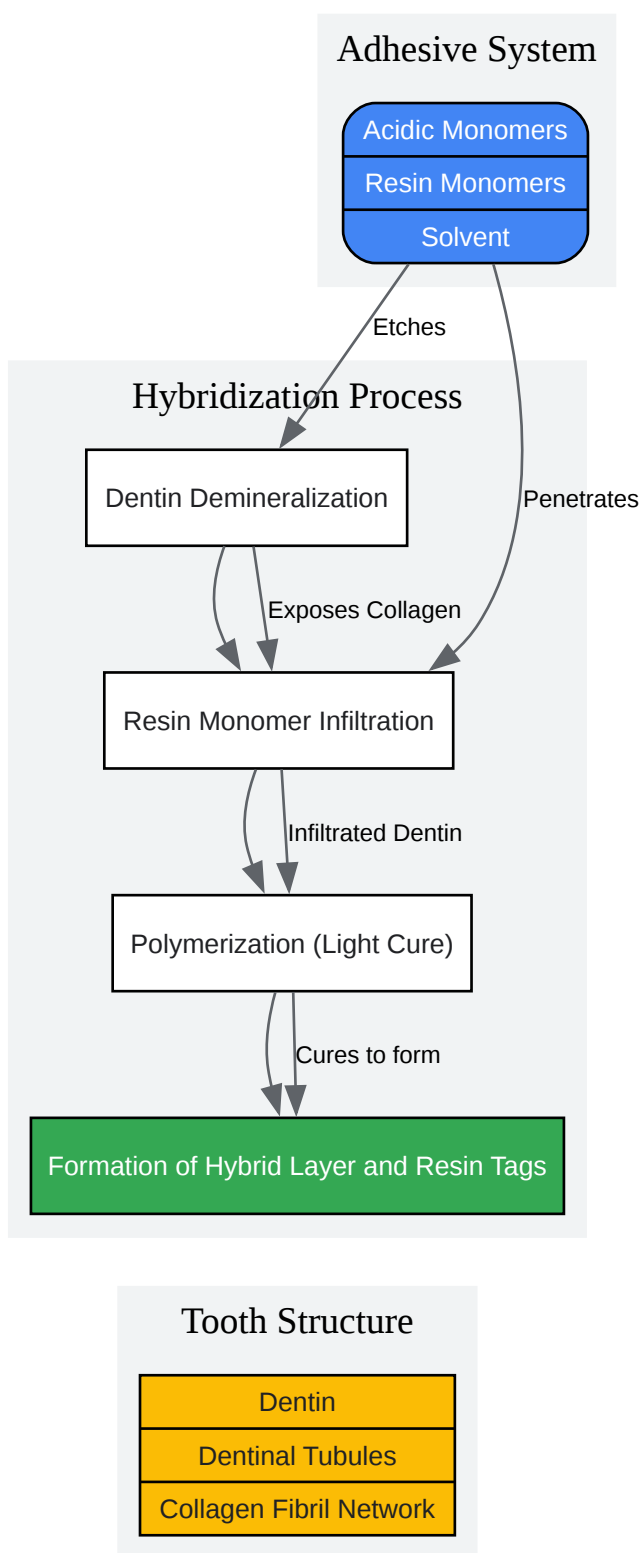 Adhesive System
Acidic Monomers
Resin Monomers
Solvent
Etches
Hybridization Process
Dentin Demineralization
Penetrates
Exposes Collagen
Resin Monomer Infiltration
Infiltrated Dentin
Polymerization (Light Cure)
Cures to form
Formation of Hybrid Layer and Resin Tags
Tooth Structure
Dentin
Dentinal Tubules
Collagen Fibril Network